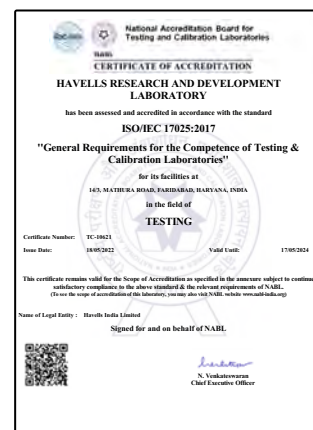 National Accreditation Board for
Testing and Calibration Laboratories
NABL
CERTIFICATE OF ACCREDITATION
HAVELLS RESEARCH AND DEVELOPMENT
LABORATORY
has been assessed and accredited in accordance with the standard
ISO/IEC 17025:2017
"General Requirements for the Competence of Testing &
Calibration Laboratories"
for its facilities at
14/3, MATHURA ROAD, FARIDABAD, HARYANA, INDIA
in the field of
TESTING
Certificate Number: TC-10621
Issue Date: 18/05/2022 Valid Until: 17/05/2024
This certificate remains valid for the Scope of Accreditation as specified in the annexure subject to continue
satisfactory compliance to the above standard & the relevant requirements of NABL.
(To see the scope of accreditation of this laboratory, you may also visit NABL website www.nabl-india.org)
Name of Legal Entity : Havells India Limited
Signed for and on behalf of NABL
N. Venkateswaran
Chief Executive Officer